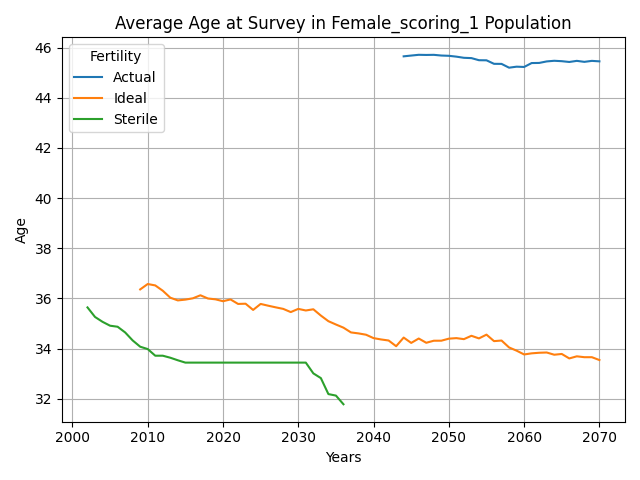 Average Age at Survey in Female_scoring_1 Population
Fertility
Actual
Ideal
Sterile
Age
46
44
42
40
38
36
34
32
2000 2010 2020 2030 2040 2050 2060 2070
Years